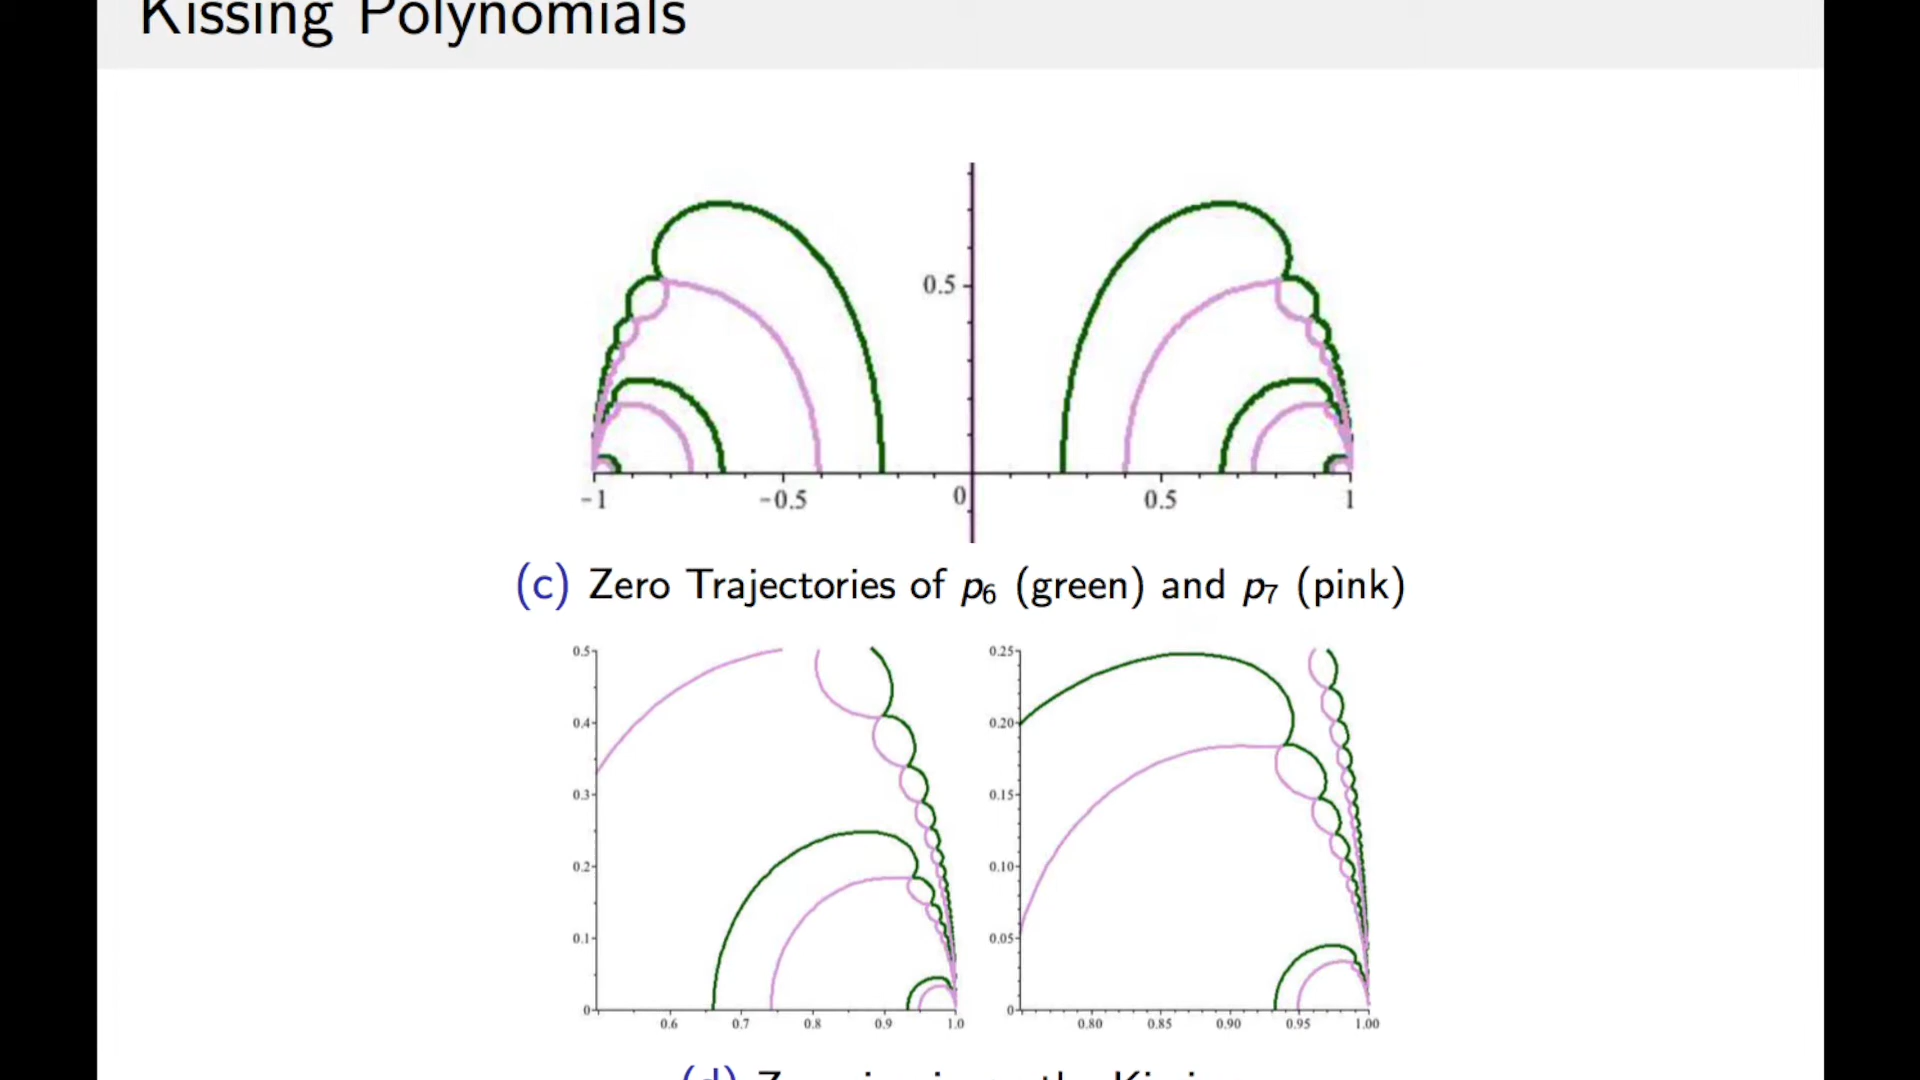 Kissing Polynomials
0.5
-1 -0.5 0 0.5 1
(c) Zero Trajectories of p6 (green) and p7 (pink)
0.5
0.4
0.3
0.2
0.1
0
0.6 0.7 0.8 0.9 1.0
0.25
0.20
0.15
0.10
0.05
0
0.80 0.85 0.90 0.95 1.00
(d)